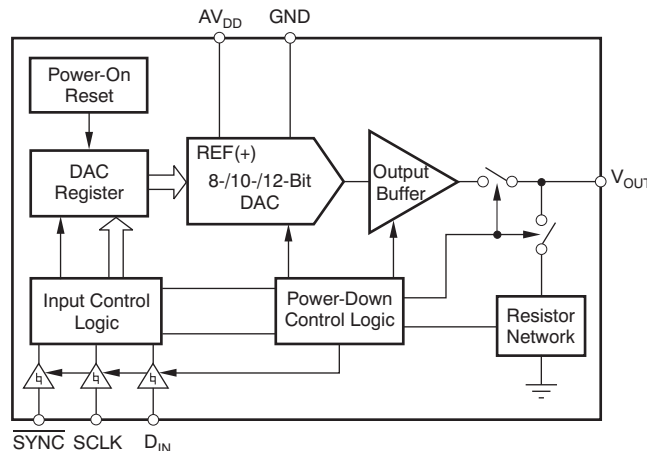 AVDD GND
Power-On
Reset
DAC
Register
REF(+)
8-/10-/12-Bit
DAC
Output
Buffer
VOUT
Input Control
Logic
Power-Down
Control Logic
Resistor
Network
SYNC SCLK DIN